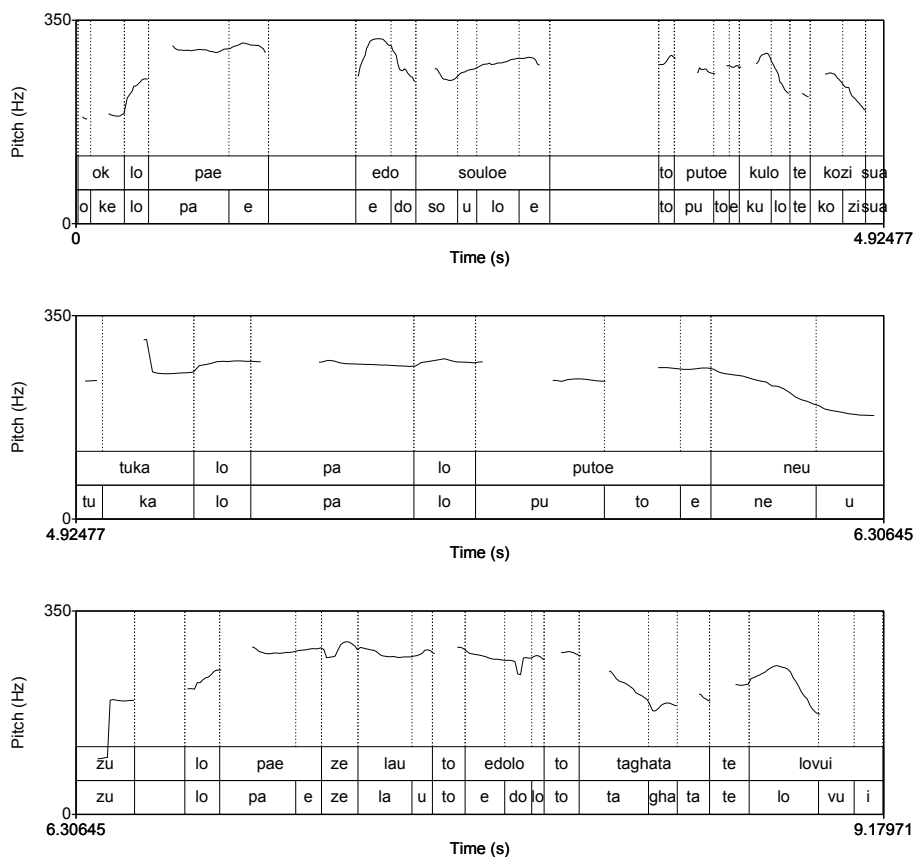 350
Pitch (Hz)
ok lo pae edo souloe to putoe kulo te kozi sua
o ke lo pa e e do so u lo e to pu to e ku lo te ko zi sua
0
0 4.92477
Time (s)
350
Pitch (Hz)
tuka lo pa lo putoe neu
tu ka lo pa lo pu to e ne u
0
4.92477 6.30645
Time (s)
350
Pitch (Hz)
zu lo pae ze lau to edolo to taghata te lovui
zu lo pa e ze la u to e do lo to ta gha ta te lo vu i
0
6.30645 9.17971
Time (s)